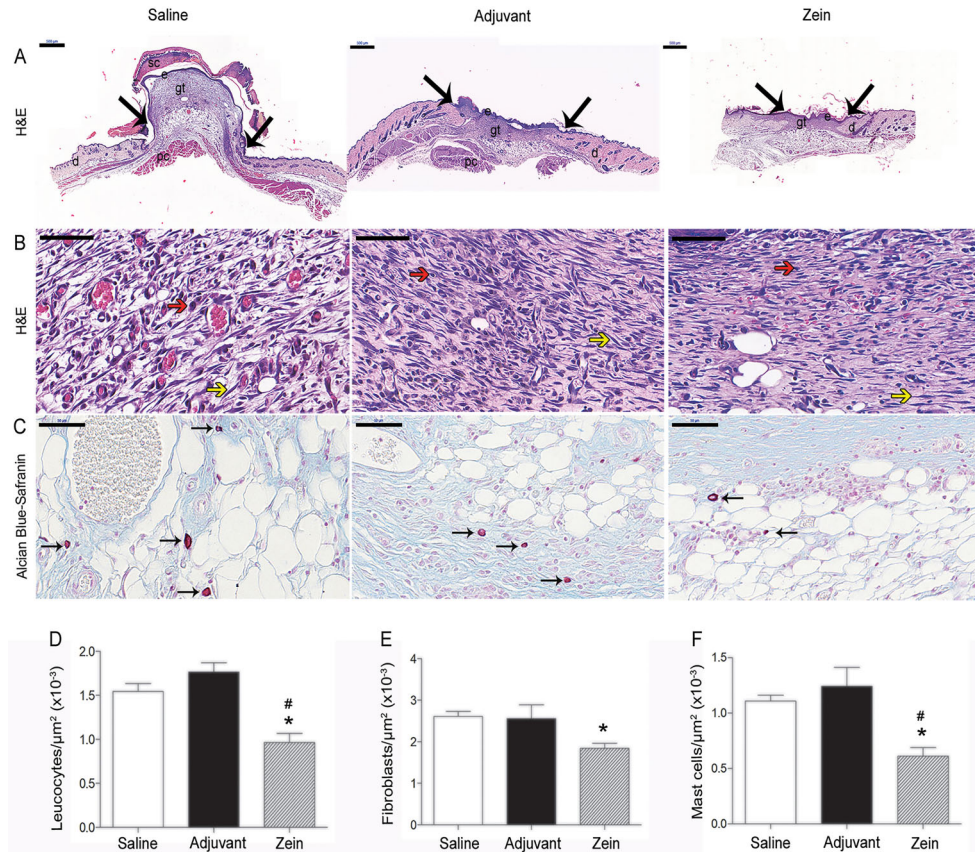 Saline Adjuvant Zein
A
H&E
sc
e
gt
d
pc
e
gt
d
pc
e
gt
d
B
H&E
C
Alcian Blue-Safranin
D
Leucocytes/µm² (x10⁻³)
2.0
1.5
1.0
0.5
0.0
#
*
Saline Adjuvant Zein
E
Fibroblasts/µm² (x10⁻³)
4
3
2
1
0
*
Saline Adjuvant Zein
F
Mast cells/µm² (x10⁻³)
1.5
1.0
0.5
0.0
#
*
Saline Adjuvant Zein